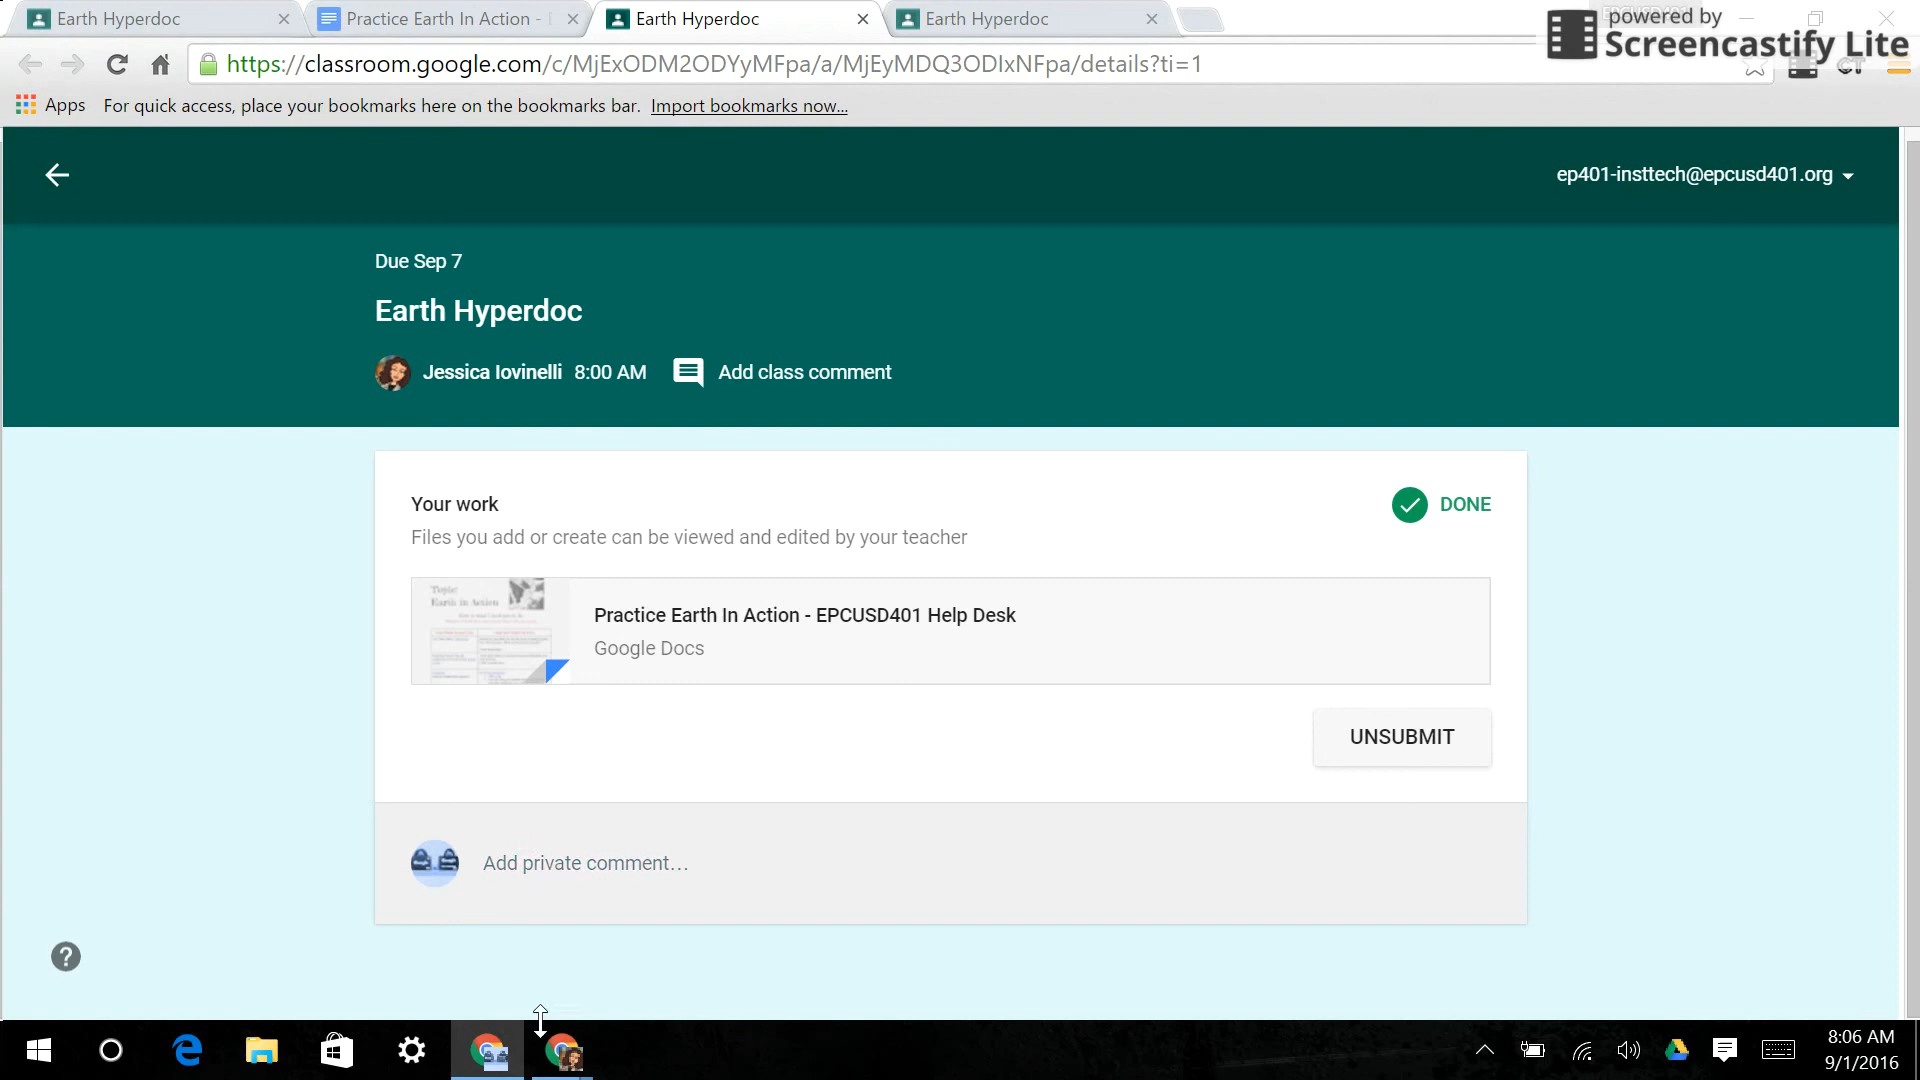 Earth Hyperdoc
Practice Earth In Action -
Earth Hyperdoc
Earth Hyperdoc
powered by
Screencastify Lite
https://classroom.google.com/c/MjExODM2ODYyMFpa/a/MjEyMDQ3ODIxNFpa/details?ti=1
Apps
For quick access, place your bookmarks here on the bookmarks bar. Import bookmarks now...
ep401-insttech@epcusd401.org
Due Sep 7
Earth Hyperdoc
Jessica Iovinelli 8:00 AM
Add class comment
Your work
DONE
Files you add or create can be viewed and edited by your teacher
Topic:
Earth in Action
Practice Earth In Action - EPCUSD401 Help Desk
Google Docs
UNSUBMIT
Add private comment...
?
8:06 AM
9/1/2016